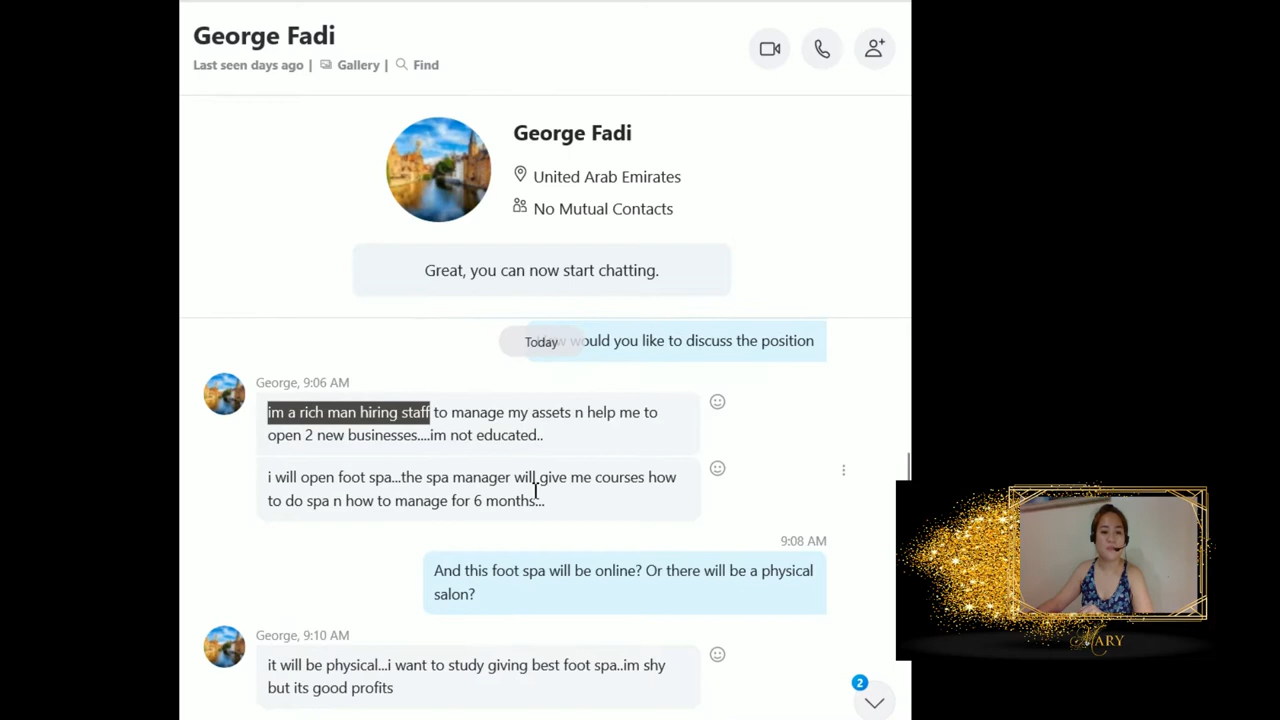 George Fadi
Last seen days ago | Gallery | Find
George Fadi
United Arab Emirates
No Mutual Contacts
Great, you can now start chatting.
would you like to discuss the position
Today
George, 9:06 AM
im a rich man hiring staff to manage my assets n help me to
open 2 new businesses....im not educated..
i will open foot spa...the spa manager will give me courses how
to do spa n how to manage for 6 months...
9:08 AM
And this foot spa will be online? Or there will be a physical
salon?
George, 9:10 AM
it will be physical...i want to study giving best foot spa..im shy
but its good profits
2
MARY